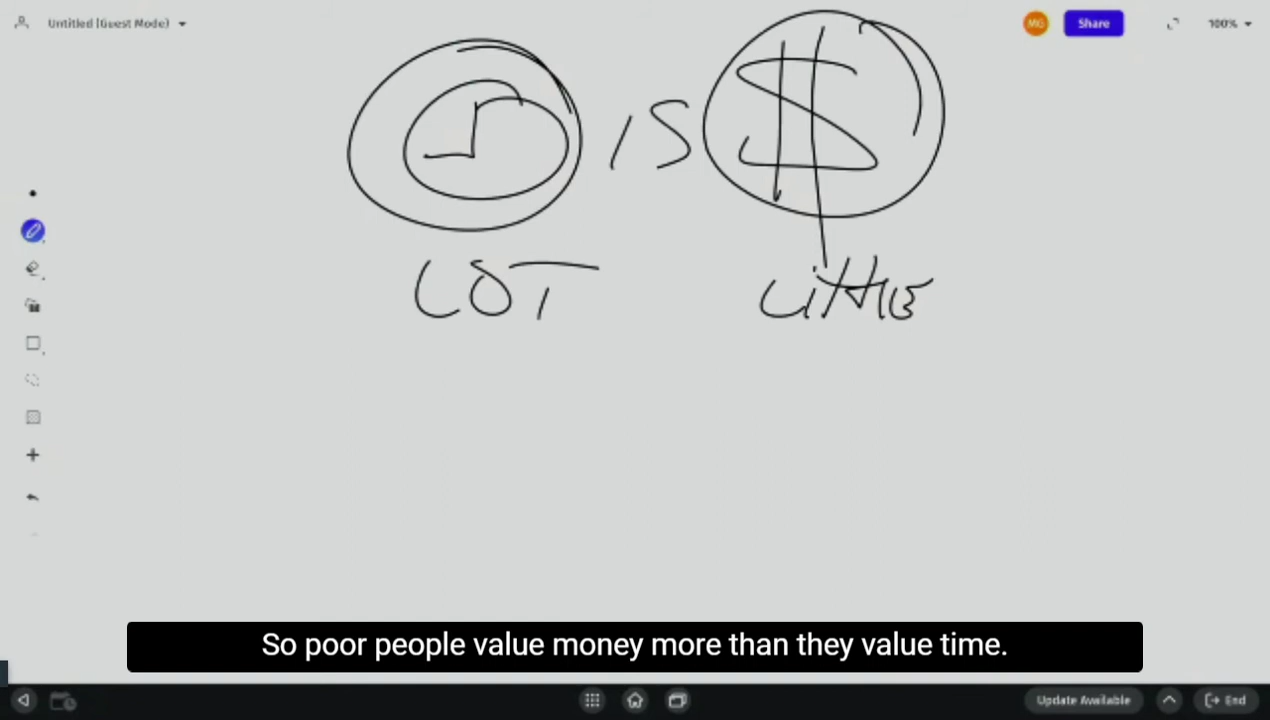 Untitled (Guest Mode)
MG
Share
100%
IS
$
LOT
LiTTlE
So poor people value money more than they value time.
Update Available
End